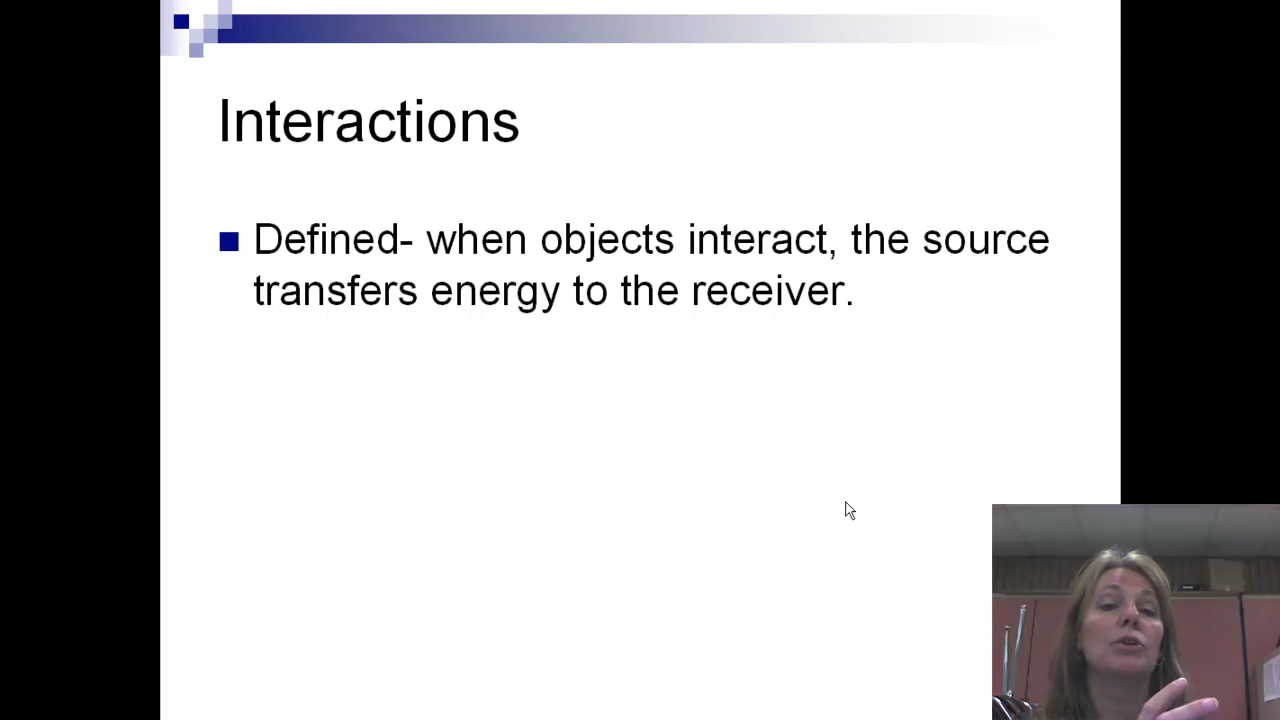 Interactions
Defined- when objects interact, the source
transfers energy to the receiver.